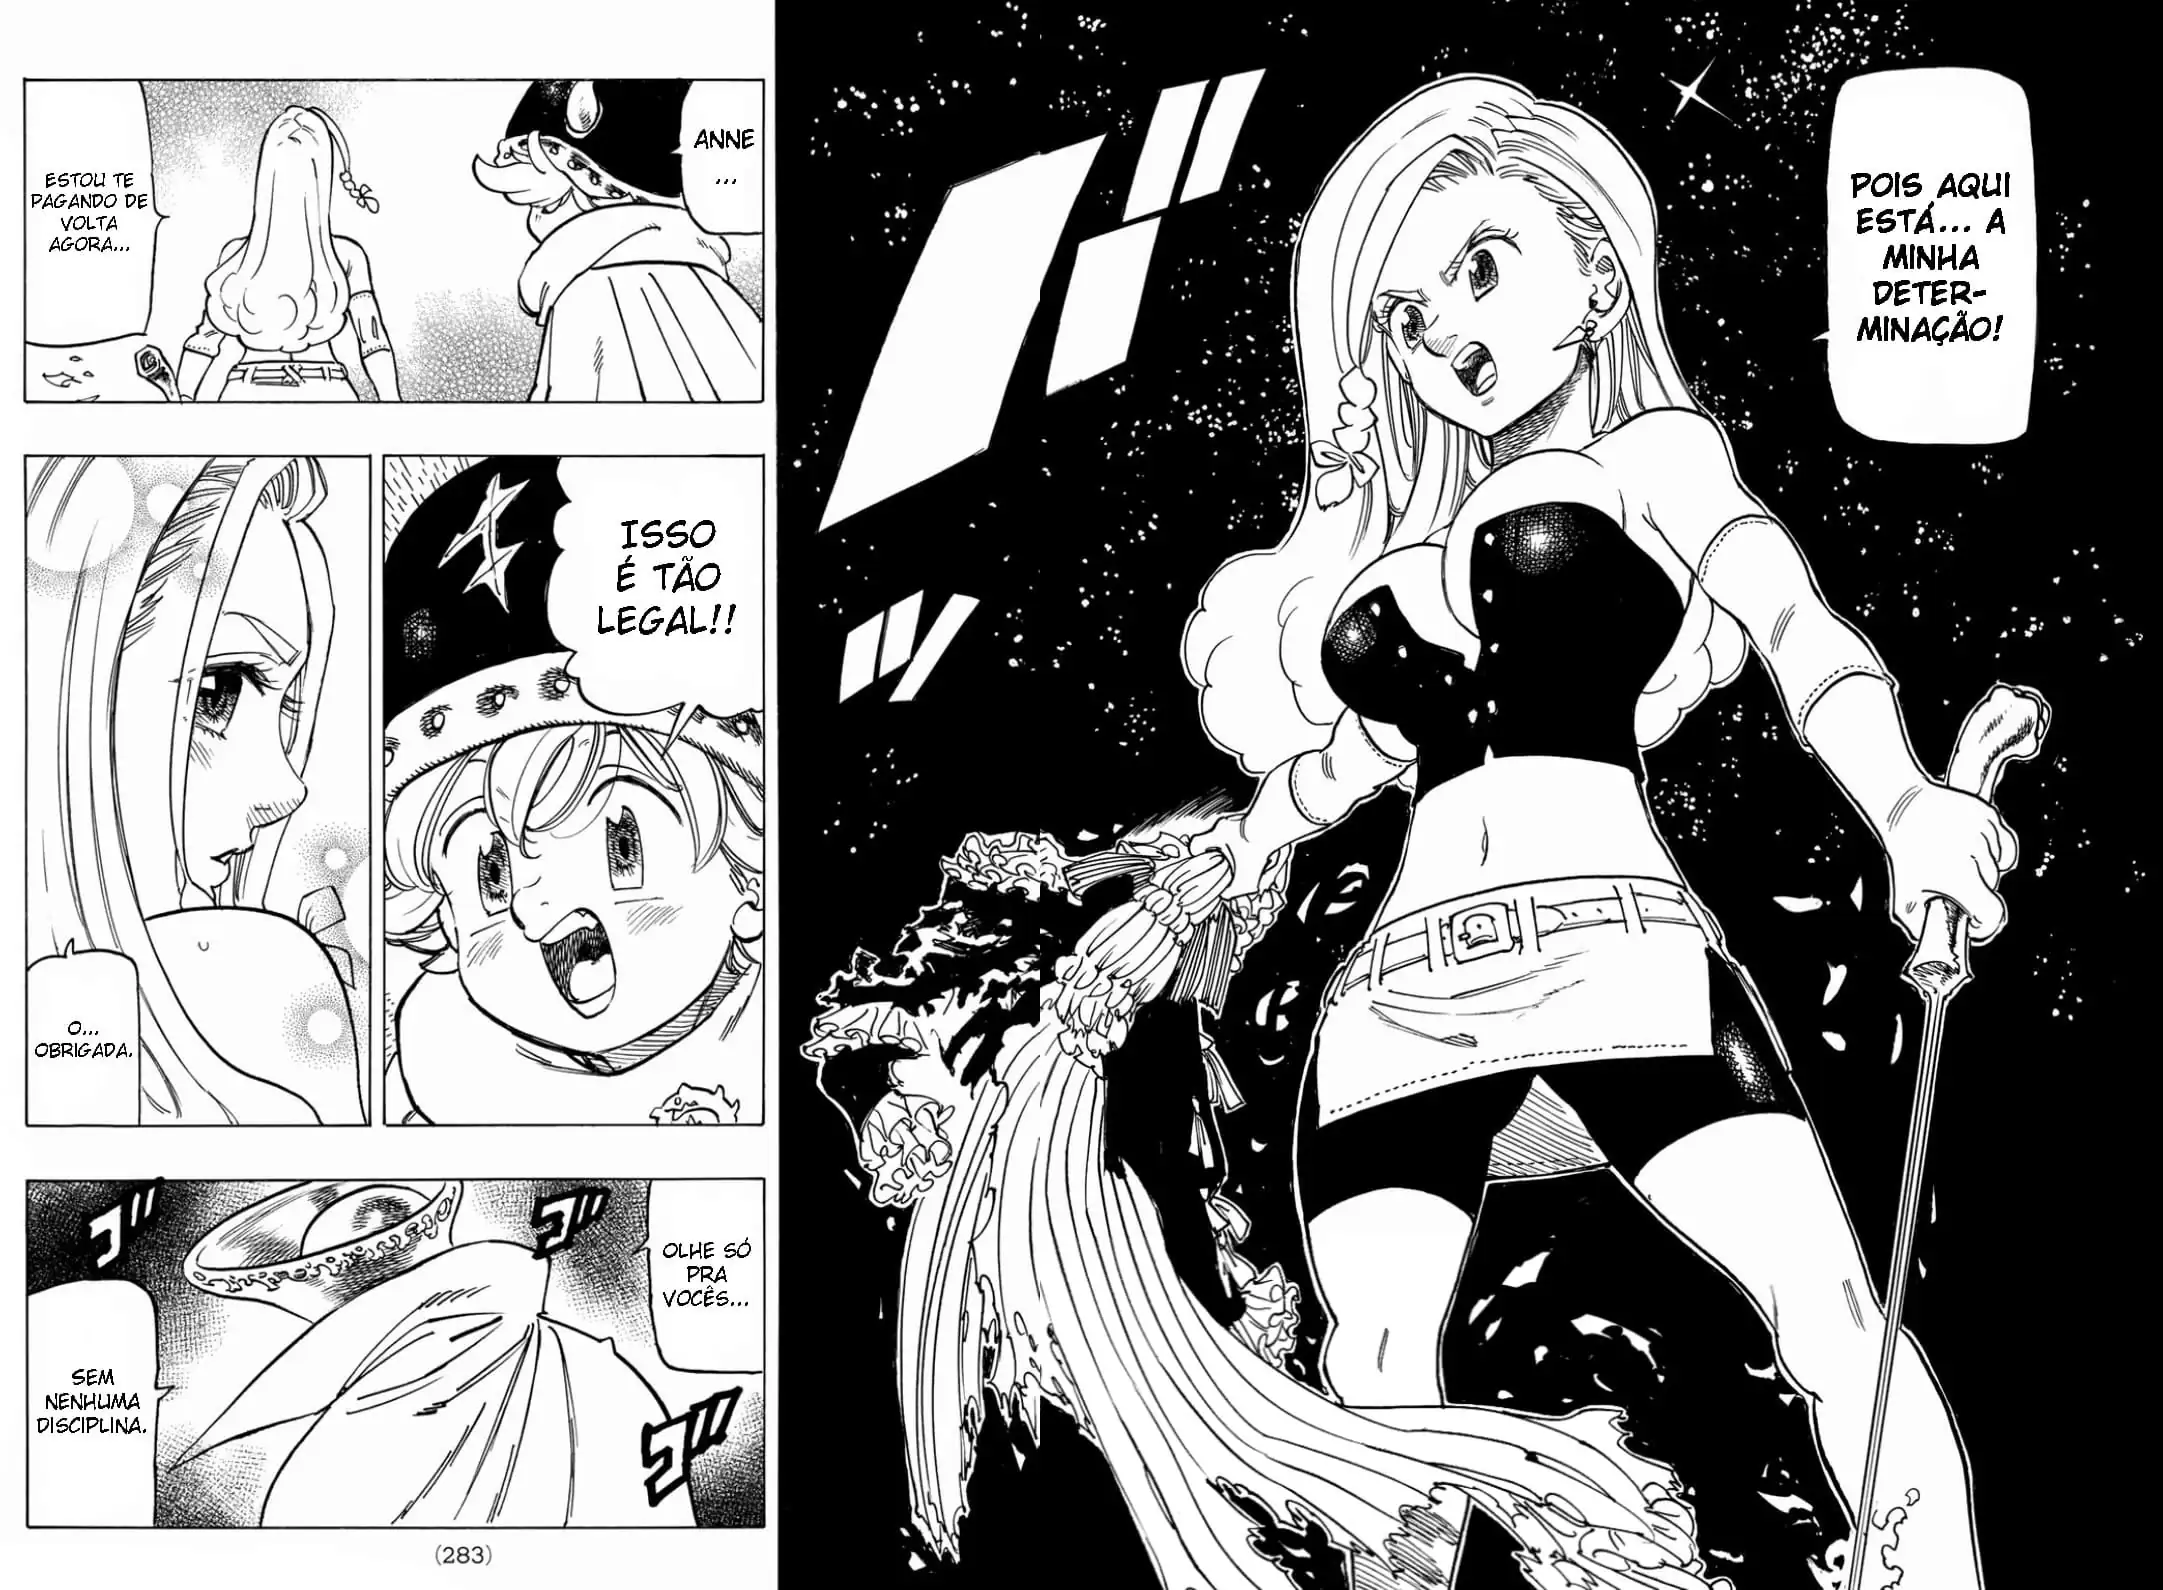 POIS AQUI
ESTÁ... A
MINHA
DETER-
MINAÇÃO!
ANNE
...
ESTOU TE
PAGANDO DE
VOLTA
AGORA...
ISSO
É TÃO
LEGAL!!
O...
OBRIGADA.
OLHE SÓ
PRA
VOCÊS...
SEM
NENHUMA
DISCIPLINA.
(283)